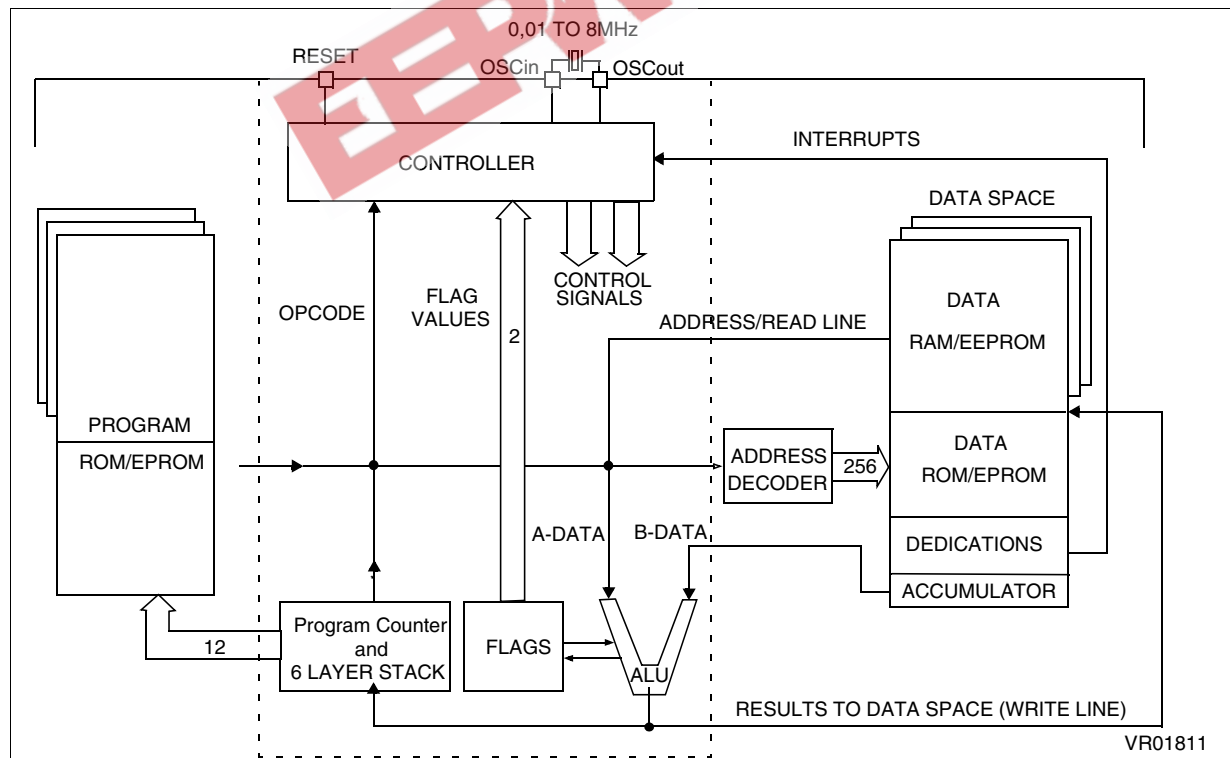 0,01 TO 8MHz
RESET
OSCin
OSCout
CONTROLLER
INTERRUPTS
DATA SPACE
OPCODE
FLAG
VALUES
2
CONTROL
SIGNALS
ADDRESS/READ LINE
DATA
RAM/EEPROM
PROGRAM
ROM/EPROM
ADDRESS
DECODER
256
DATA
ROM/EPROM
A-DATA
B-DATA
DEDICATIONS
ACCUMULATOR
12
Program Counter
and
6 LAYER STACK
FLAGS
ALU
RESULTS TO DATA SPACE (WRITE LINE)
VR01811